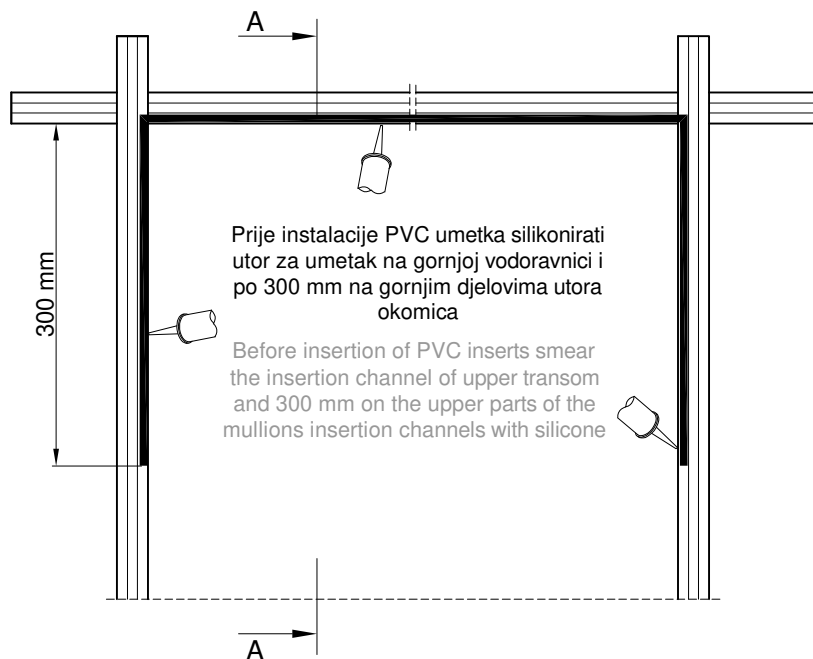 A
300 mm
Prije instalacije PVC umetka silikonirati
utor za umetak na gornjoj vodoravnici i
po 300 mm na gornjim djelovima utora
okomica
Before insertion of PVC inserts smear
the insertion channel of upper transom
and 300 mm on the upper parts of the
mullions insertion channels with silicone
A